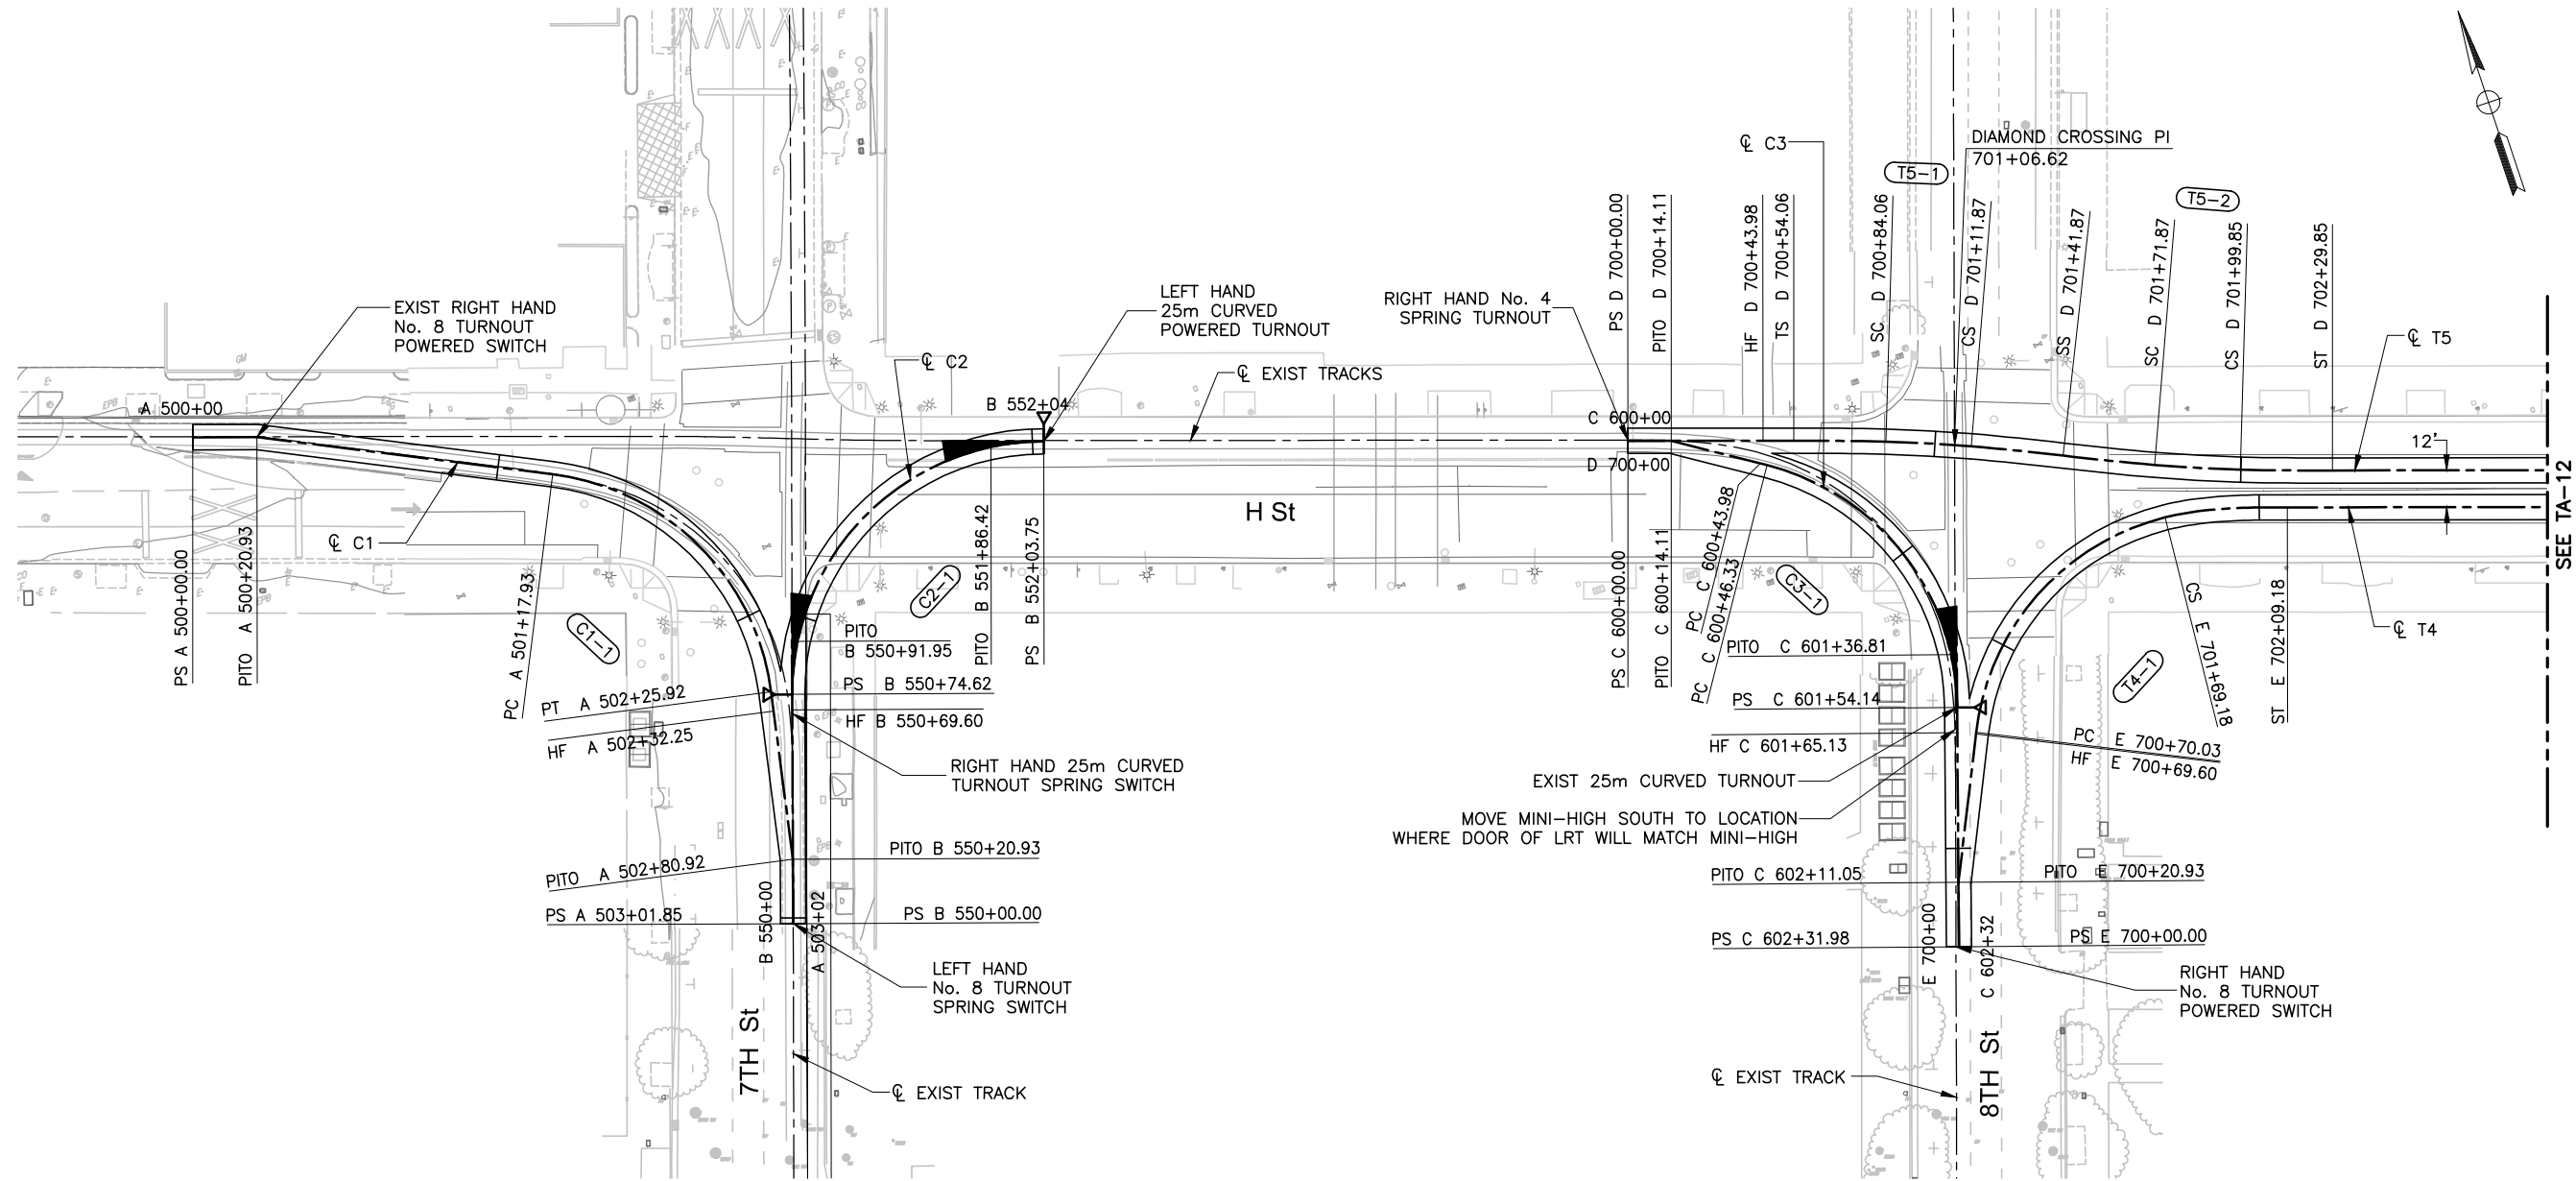 DIAMOND CROSSING PI
701+06.62
℄ C3
T5-1
T5-2
PS D 700+00.00
PITO D 700+14.11
HF D 700+43.98
TS D 700+54.06
SC D 700+84.06
CS D 701+11.87
SS D 701+41.87
SC D 701+71.87
CS D 701+99.85
ST D 702+29.85
EXIST RIGHT HAND
No. 8 TURNOUT
POWERED SWITCH
LEFT HAND
25m CURVED
POWERED TURNOUT
RIGHT HAND No. 4
SPRING TURNOUT
℄ T5
℄ C2
℄ EXIST TRACKS
A 500+00
B 552+04
C 600+00
D 700+00
12'
SEE TA-12
H St
℄ C1
PS A 500+00.00
PITO A 500+20.93
PC A 501+17.93
C1-1
C2-1
PITO B 551+86.42
PS B 552+03.75
PS C 600+00.00
PITO C 600+14.11
PC C 600+43.98
PC C 600+46.33
C3-1
CS E 701+69.18
ST E 702+09.18
℄ T4
T4-1
PITO
B 550+91.95
PITO C 601+36.81
PT A 502+25.92
PS B 550+74.62
PS C 601+54.14
HF A 502+32.25
HF B 550+69.60
HF C 601+65.13
PC E 700+70.03
HF E 700+69.60
RIGHT HAND 25m CURVED
TURNOUT SPRING SWITCH
EXIST 25m CURVED TURNOUT
MOVE MINI-HIGH SOUTH TO LOCATION
WHERE DOOR OF LRT WILL MATCH MINI-HIGH
PITO A 502+80.92
PITO B 550+20.93
PITO C 602+11.05
PITO E 700+20.93
PS A 503+01.85
B 550+00
A 503+02
PS B 550+00.00
PS C 602+31.98
E 700+00
C 602+32
PS E 700+00.00
LEFT HAND
No. 8 TURNOUT
SPRING SWITCH
RIGHT HAND
No. 8 TURNOUT
POWERED SWITCH
7TH St
8TH St
℄ EXIST TRACK
℄ EXIST TRACK